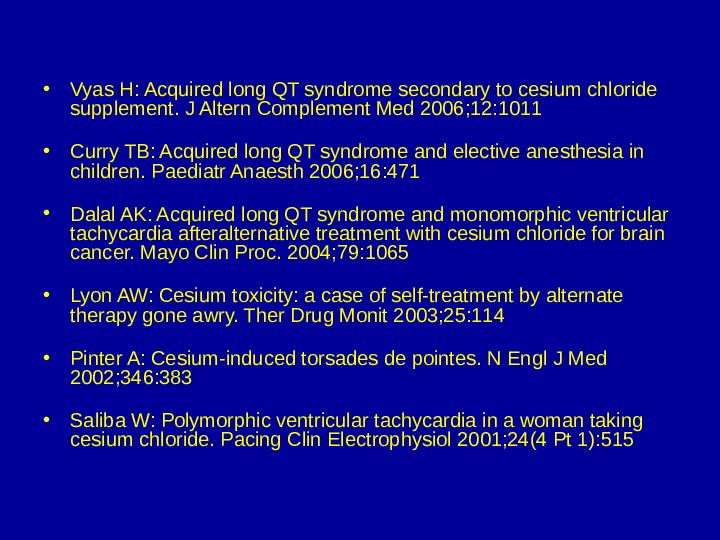 • Vyas H: Acquired long QT syndrome secondary to cesium chloride
supplement. J Altern Complement Med 2006;12:1011
• Curry TB: Acquired long QT syndrome and elective anesthesia in
children. Paediatr Anaesth 2006;16:471
• Dalal AK: Acquired long QT syndrome and monomorphic ventricular
tachycardia afteralternative treatment with cesium chloride for brain
cancer. Mayo Clin Proc. 2004;79:1065
• Lyon AW: Cesium toxicity: a case of self-treatment by alternate
therapy gone awry. Ther Drug Monit 2003;25:114
• Pinter A: Cesium-induced torsades de pointes. N Engl J Med
2002;346:383
• Saliba W: Polymorphic ventricular tachycardia in a woman taking
cesium chloride. Pacing Clin Electrophysiol 2001;24(4 Pt 1):515